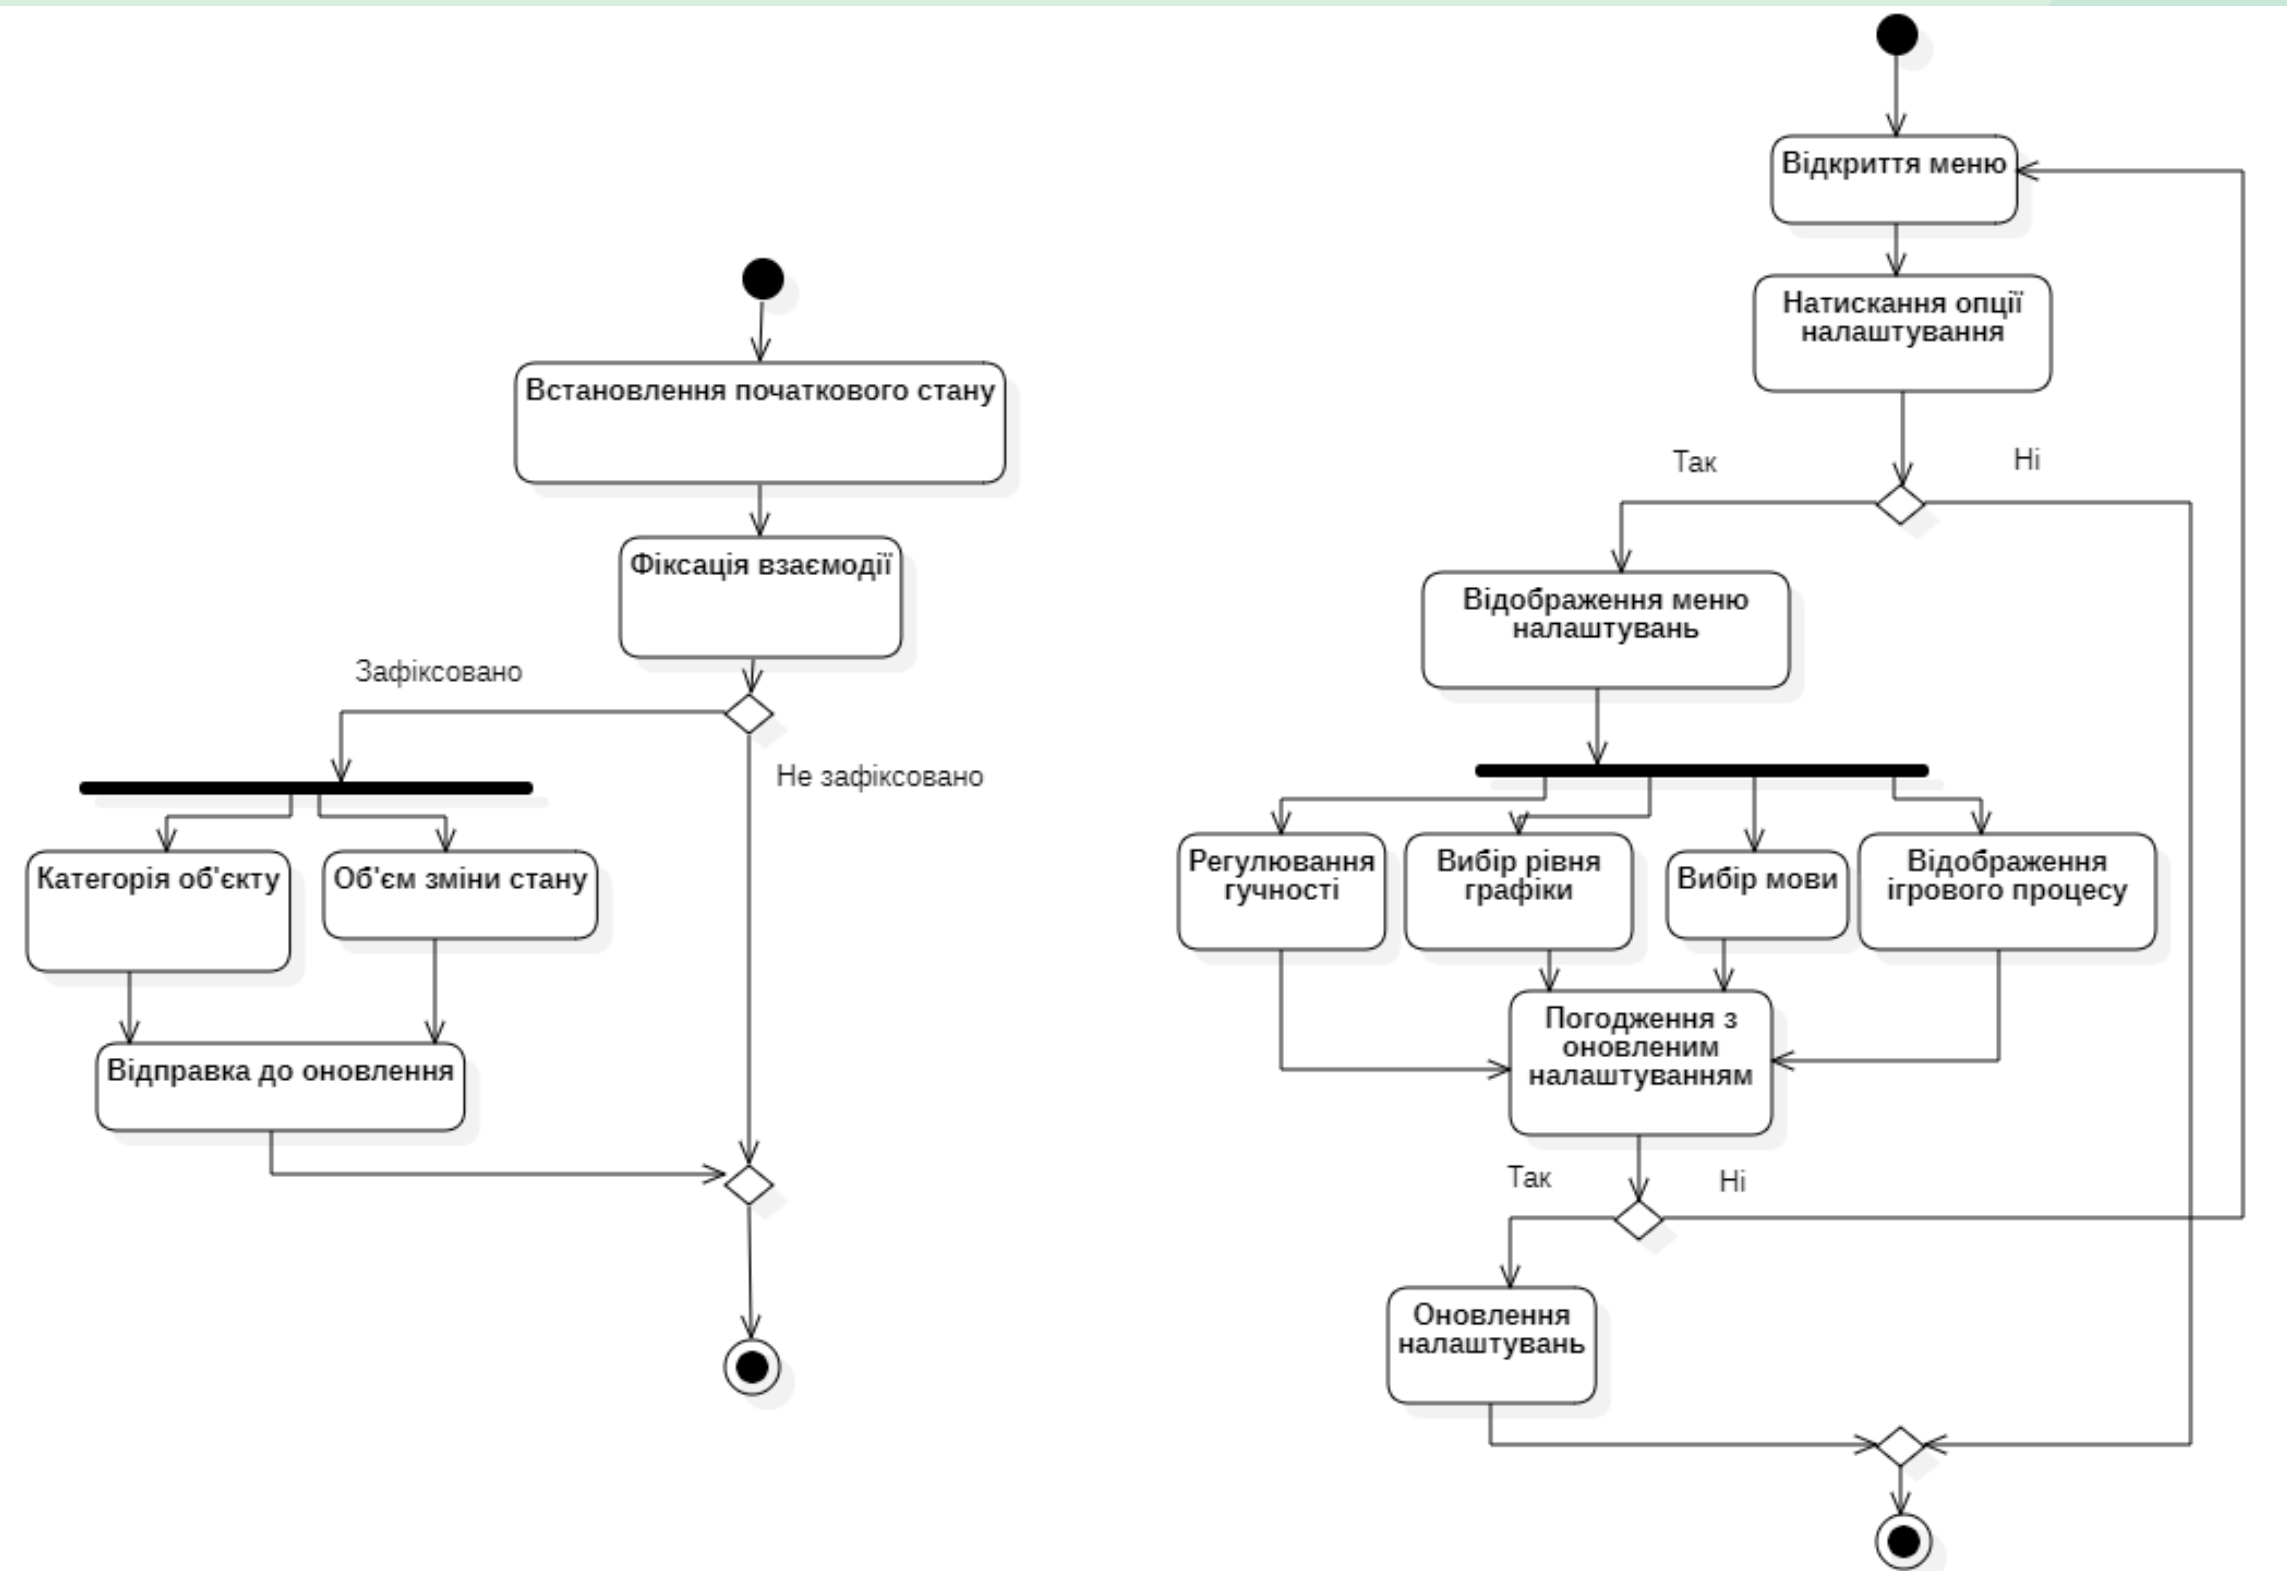 Встановлення початкового стану
Фіксація взаємодії
Зафіксовано
Не зафіксовано
Категорія об'єкту
Об'єм зміни стану
Відправка до оновлення
Відкриття меню
Натискання опції
налаштування
Так
Ні
Відображення меню
налаштувань
Регулювання
гучності
Вибір рівня
графіки
Вибір мови
Відображення
ігрового процесу
Погодження з
оновленим
налаштуванням
Так
Ні
Оновлення
налаштувань